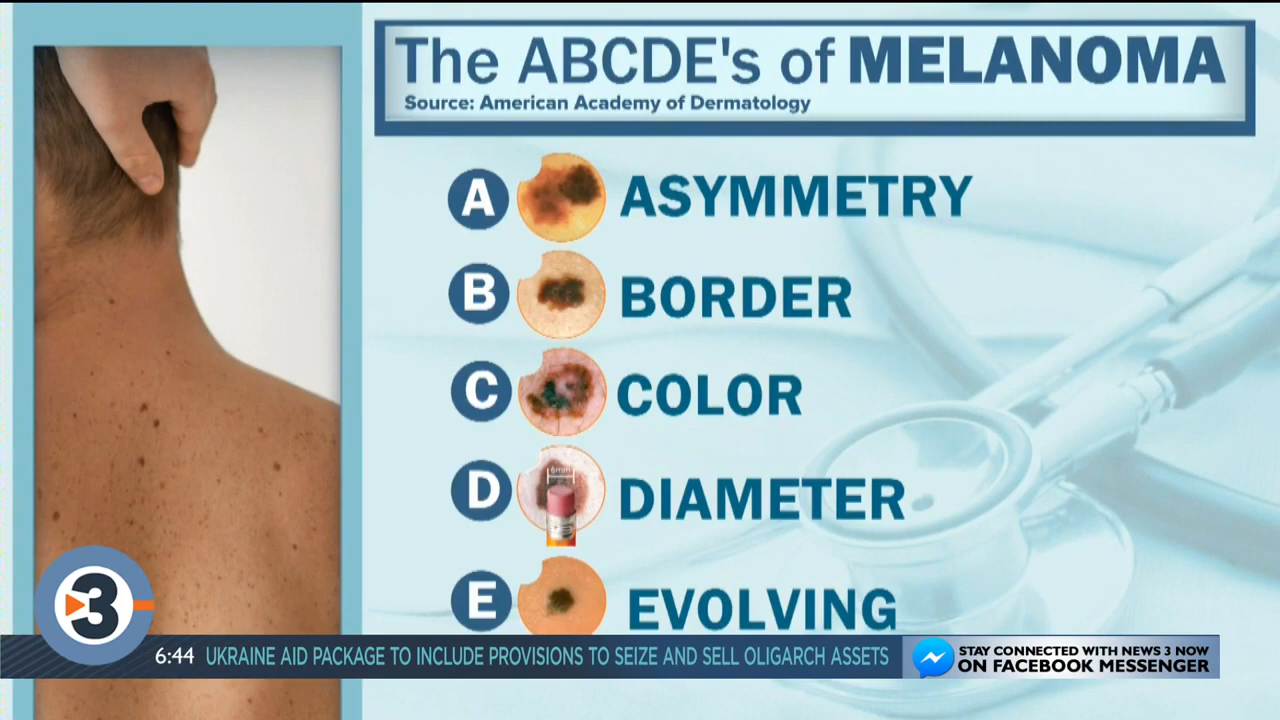 The ABCDE's of MELANOMA
Source: American Academy of Dermatology
A ASYMMETRY
B BORDER
C COLOR
6mm
D DIAMETER
E EVOLVING
3
6:44 UKRAINE AID PACKAGE TO INCLUDE PROVISIONS TO SEIZE AND SELL OLIGARCH ASSETS
STAY CONNECTED WITH NEWS 3 NOW
ON FACEBOOK MESSENGER